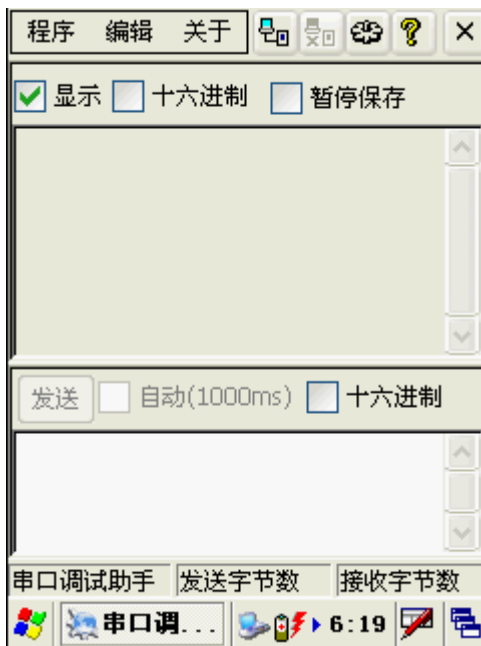 程序 编辑 关于
显示 十六进制 暂停保存
发送 自动(1000ms) 十六进制
串口调试助手 发送字节数 接收字节数
串口调... 6:19